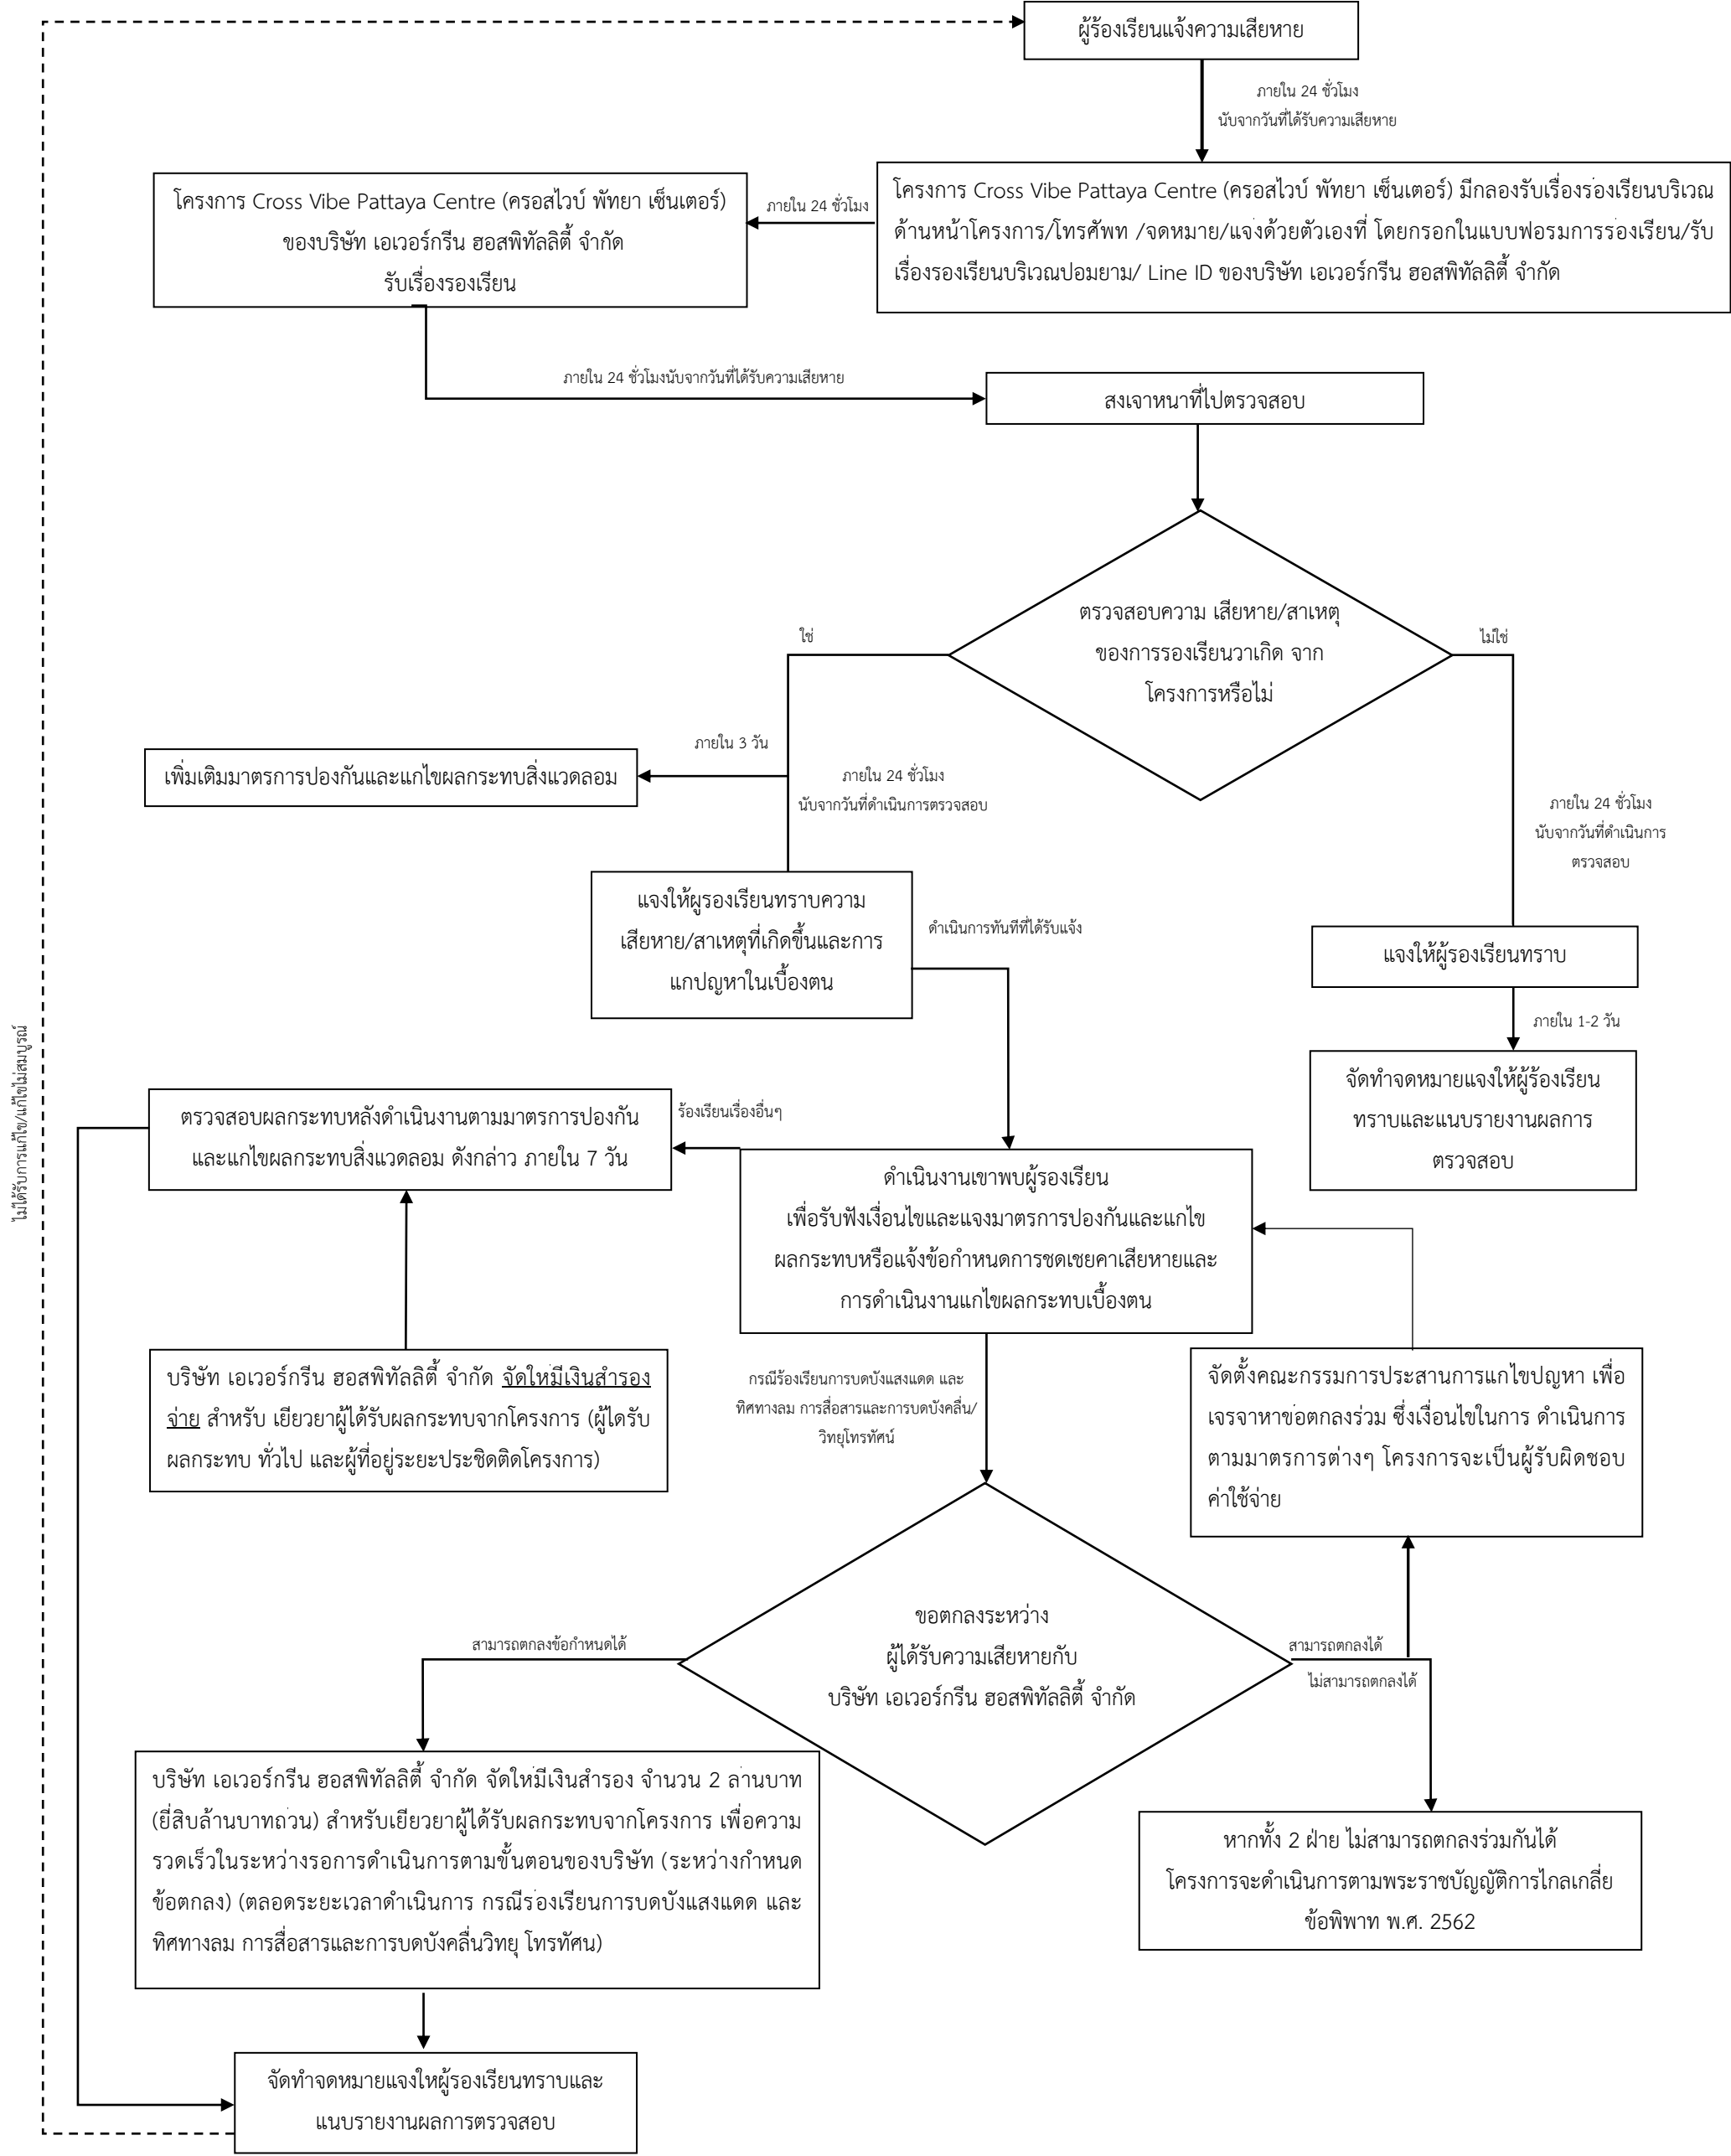 ผู้ร้องเรียนแจ้งความเสียหาย
ภายใน 24 ชั่วโมง
นับจากวันที่ได้รับความเสียหาย
โครงการ Cross Vibe Pattaya Centre (ครอสไวบ์ พัทยา เซ็นเตอร์) มีกลองรับเรื่องร่องเรียนบริเวณ
ด้านหน้าโครงการ/โทรศัพท /จดหมาย/แจ่งด้วยตัวเองที่ โดยกรอกในแบบฟอรมการร่องเรียน/รับ
เรื่องรองเรียนบริเวณปอมยาม/ Line ID ของบริษัท เอเวอร์กรีน ฮอสพิทัลลิตี้ จำกัด
ภายใน 24 ชั่วโมง
โครงการ Cross Vibe Pattaya Centre (ครอสไวบ์ พัทยา เซ็นเตอร์)
ของบริษัท เอเวอร์กรีน ฮอสพิทัลลิตี้ จำกัด
รับเรื่องรองเรียน
ภายใน 24 ชั่วโมงนับจากวันที่ได้รับความเสียหาย
สงเจาหนาที่ไปตรวจสอบ
ตรวจสอบความ เสียหาย/สาเหตุ
ของการรองเรียนวาเกิด จาก
โครงการหรือไม่
ใช่
ไม่ใช่
ภายใน 3 วัน
เพิ่มเติมมาตรการปองกันและแกไขผลกระทบสิ่งแวดลอม
ภายใน 24 ชั่วโมง
นับจากวันที่ดำเนินการตรวจสอบ
ภายใน 24 ชั่วโมง
นับจากวันที่ดำเนินการ
ตรวจสอบ
แจงให้ผูรองเรียนทราบความ
เสียหาย/สาเหตุที่เกิดขึ้นและการ
แกปญหาในเบื้องตน
ดำเนินการทันทีที่ได้รับแจ้ง
แจงให้ผู้รองเรียนทราบ
ภายใน 1-2 วัน
จัดทำจดหมายแจงให้ผู้ร้องเรียน
ทราบและแนบรายงานผลการ
ตรวจสอบ
ไม่ได้รับการแก้ไข/แก้ไขไม่สมบูรณ์
ตรวจสอบผลกระทบหลังดำเนินงานตามมาตรการปองกัน
และแกไขผลกระทบสิ่งแวดลอม ดังกล่าว ภายใน 7 วัน
ร้องเรียนเรื่องอื่นๆ
ดำเนินงานเขาพบผู้รองเรียน
เพื่อรับฟังเงื่อนไขและแจงมาตรการปองกันและแกไข
ผลกระทบหรือแจ้งข้อกำหนดการชดเชยคาเสียหายและ
การดำเนินงานแกไขผลกระทบเบื้องตน
บริษัท เอเวอร์กรีน ฮอสพิทัลลิตี้ จำกัด จัดใหมีเงินสำรอง
จ่าย สำหรับ เยียวยาผู้ได้รับผลกระทบจากโครงการ (ผู้ไดรับ
ผลกระทบ ทั่วไป และผู้ที่อยู่ระยะประชิดติดโครงการ)
กรณีร้องเรียนการบดบังแสงแดด และ
ทิศทางลม การสื่อสารและการบดบังคลื่น/
วิทยุโทรทัศน์
จัดตั้งคณะกรรมการประสานการแกไขปญหา เพื่อ
เจรจาหาข่อตกลงร่วม ซึ่งเงื่อนไขในการ ดำเนินการ
ตามมาตรการต่างๆ โครงการจะเป็นผู้รับผิดชอบ
ค่าใช้จ่าย
ขอตกลงระหว่าง
ผู้ได้รับความเสียหายกับ
บริษัท เอเวอร์กรีน ฮอสพิทัลลิตี้ จำกัด
สามารถตกลงข้อกำหนดได้
สามารถตกลงได้
ไม่สามารถตกลงได้
บริษัท เอเวอร์กรีน ฮอสพิทัลลิตี้ จำกัด จัดให่มีเงินสำรอง จำนวน 2 ล่านบาท
(ยี่สิบล้านบาทถ่วน) สำหรับเยียวยาผู้ได้รับผลกระทบจากโครงการ เพื่อความ
รวดเร็วในระหว่างรอการดำเนินการตามขั้นตอนของบริษัท (ระหว่างกำหนด
ข้อตกลง) (ตลอดระยะเวลาดำเนินการ กรณีร่องเรียนการบดบังแสงแดด และ
ทิศทางลม การสื่อสารและการบดบังคลื่นวิทยุ โทรทัศน)
หากทั้ง 2 ฝ่าย ไม่สามารถตกลงร่วมกันได้
โครงการจะดำเนินการตามพระราชบัญญัติการไกลเกลี่ย
ข้อพิพาท พ.ศ. 2562
จัดทำจดหมายแจงใหผู้รองเรียนทราบและ
แนบรายงานผลการตรวจสอบ